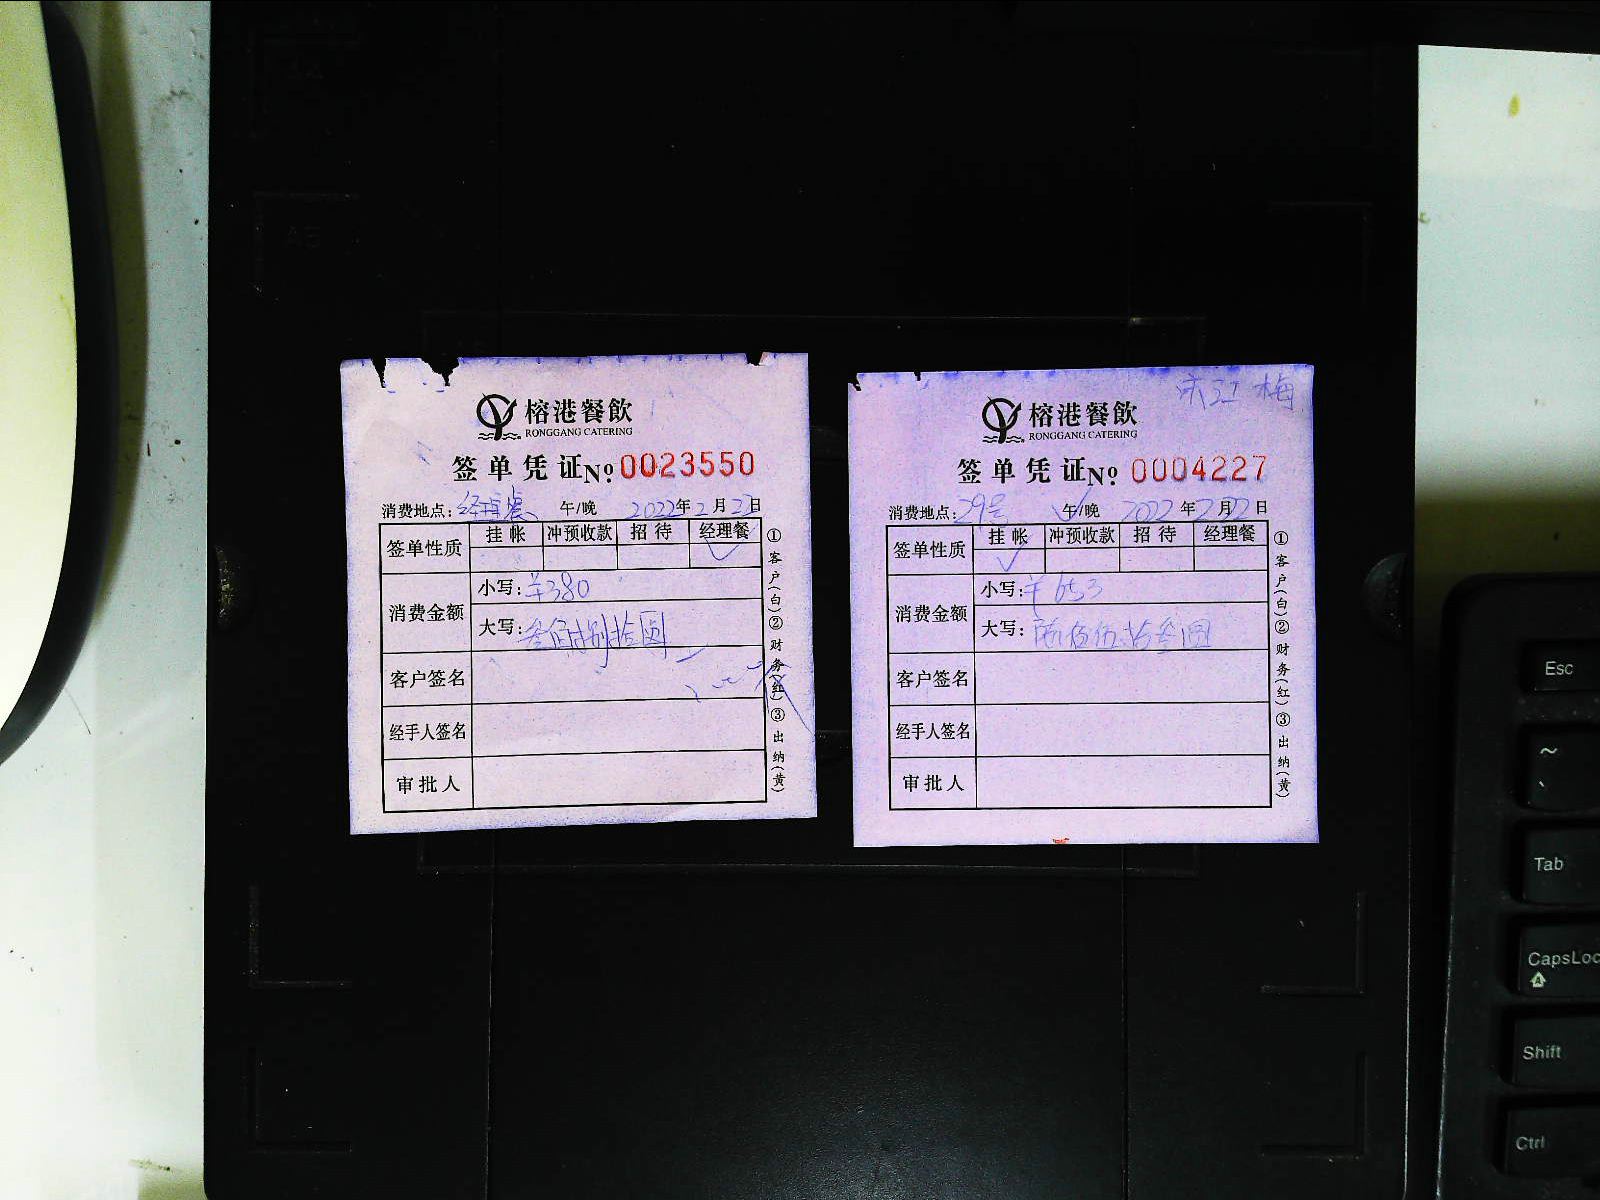 榕港餐飲
RONGGANG CATERING
签单凭证 No 0023550
消费地点: 午/晚 2022年2月23日
签单性质 挂帐 冲预收款 招待 经理餐
✓
消费金额
小写: ¥380
大写: 叁佰捌拾圆
客户签名
经手人签名
审批人
①客户(白)②财务(红)③出纳(黄)
梅
榕港餐飲
RONGGANG CATERING
签单凭证 No 0004227
消费地点: 29号 午/晚 2022年2月22日
签单性质 挂帐 冲预收款 招待 经理餐
✓
消费金额
小写: ¥653
大写: 陆佰伍拾叁圆
客户签名
经手人签名
审批人
①客户(白)②财务(红)③出纳(黄)
Esc
~
Tab
CapsLoc
A
Shift
Ctrl